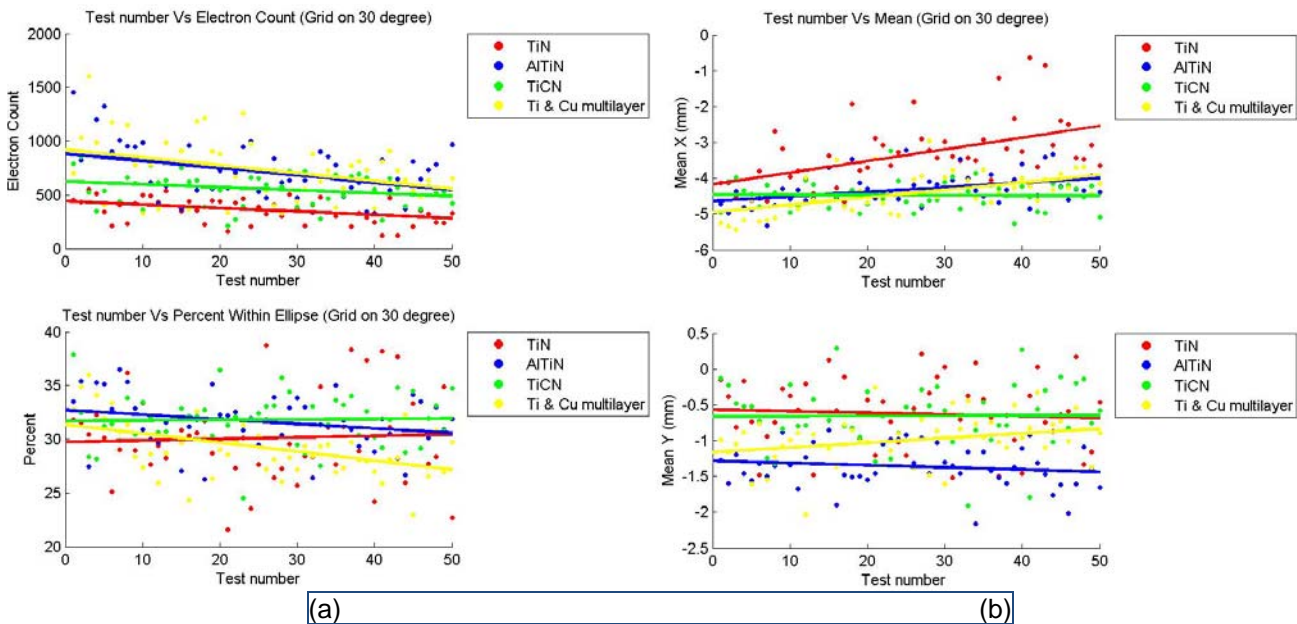 Test number Vs Electron Count (Grid on 30 degree)
2000
1500
1000
500
0
Electron Count
0 10 20 30 40 50
Test number
TiN
AlTiN
TiCN
Ti & Cu multilayer
Test number Vs Mean (Grid on 30 degree)
0
-1
-2
-3
-4
-5
-6
Mean X (mm)
0 10 20 30 40 50
Test number
TiN
AlTiN
TiCN
Ti & Cu multilayer
Test number Vs Percent Within Ellipse (Grid on 30 degree)
40
35
30
25
20
Percent
0 10 20 30 40 50
Test number
TiN
AlTiN
TiCN
Ti & Cu multilayer
0.5
0
-0.5
-1
-1.5
-2
-2.5
Mean Y (mm)
0 10 20 30 40 50
Test number
TiN
AlTiN
TiCN
Ti & Cu multilayer
(a) (b)